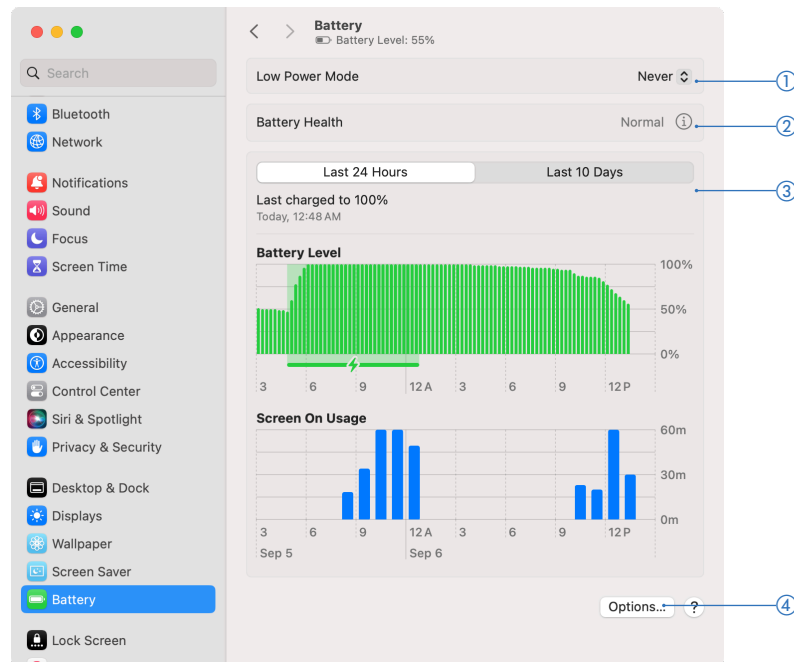 Battery
Battery Level: 55%
Search
Bluetooth
Network
Notifications
Sound
Focus
Screen Time
General
Appearance
Accessibility
Control Center
Siri & Spotlight
Privacy & Security
Desktop & Dock
Displays
Wallpaper
Screen Saver
Battery
Lock Screen
Low Power Mode Never 1
Battery Health Normal i 2
Last 24 Hours Last 10 Days 3
Last charged to 100%
Today, 12:48 AM
Battery Level
100%
50%
0%
3 6 9 12 A 3 6 9 12 P
Screen On Usage
60m
30m
0m
3 6 9 12 A 3 6 9 12 P
Sep 5 Sep 6
Options... ? 4